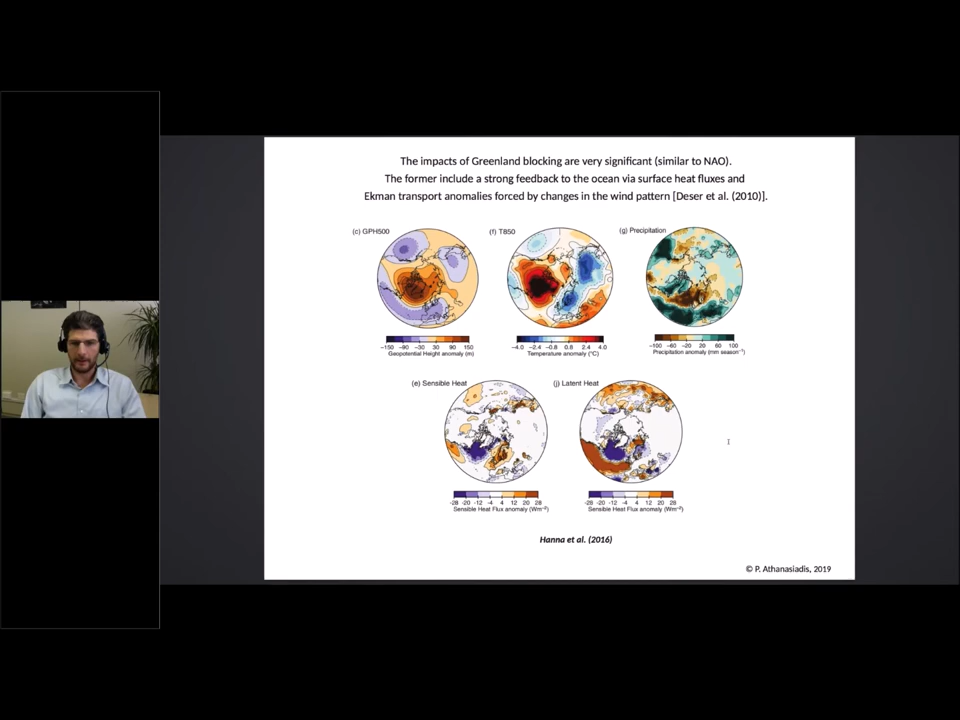 The impacts of Greenland blocking are very significant (similar to NAO).
The former include a strong feedback to the ocean via surface heat fluxes and
Ekman transport anomalies forced by changes in the wind pattern [Deser et al. (2010)].
(c) GPH500
(f) T850
(g) Precipitation
−150 −90 −30 30 90 150
Geopotential Height anomaly (m)
−4.0 −2.4 −0.8 0.8 2.4 4.0
Temperature anomaly (°C)
−100 −60 −20 20 60 100
Precipitation anomaly (mm season⁻¹)
(e) Sensible Heat
(j) Latent Heat
-28 -20 -12 -4 4 12 20 28
Sensible Heat Flux anomaly (Wm⁻²)
-28 -20 -12 -4 4 12 20 28
Sensible Heat Flux anomaly (Wm⁻²)
Hanna et al. (2016)
© P. Athanasiadis, 2019